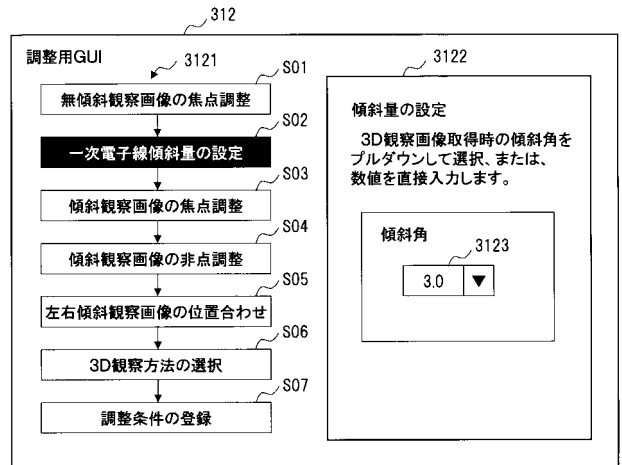 312
調整用GUI
3121
S01
無傾斜観察画像の焦点調整
S02
一次電子線傾斜量の設定
S03
傾斜観察画像の焦点調整
S04
傾斜観察画像の非点調整
S05
左右傾斜観察画像の位置合わせ
S06
3D観察方法の選択
S07
調整条件の登録
3122
傾斜量の設定
3D観察画像取得時の傾斜角を
プルダウンして選択、または、
数値を直接入力します。
傾斜角
3123
3.0 ▼